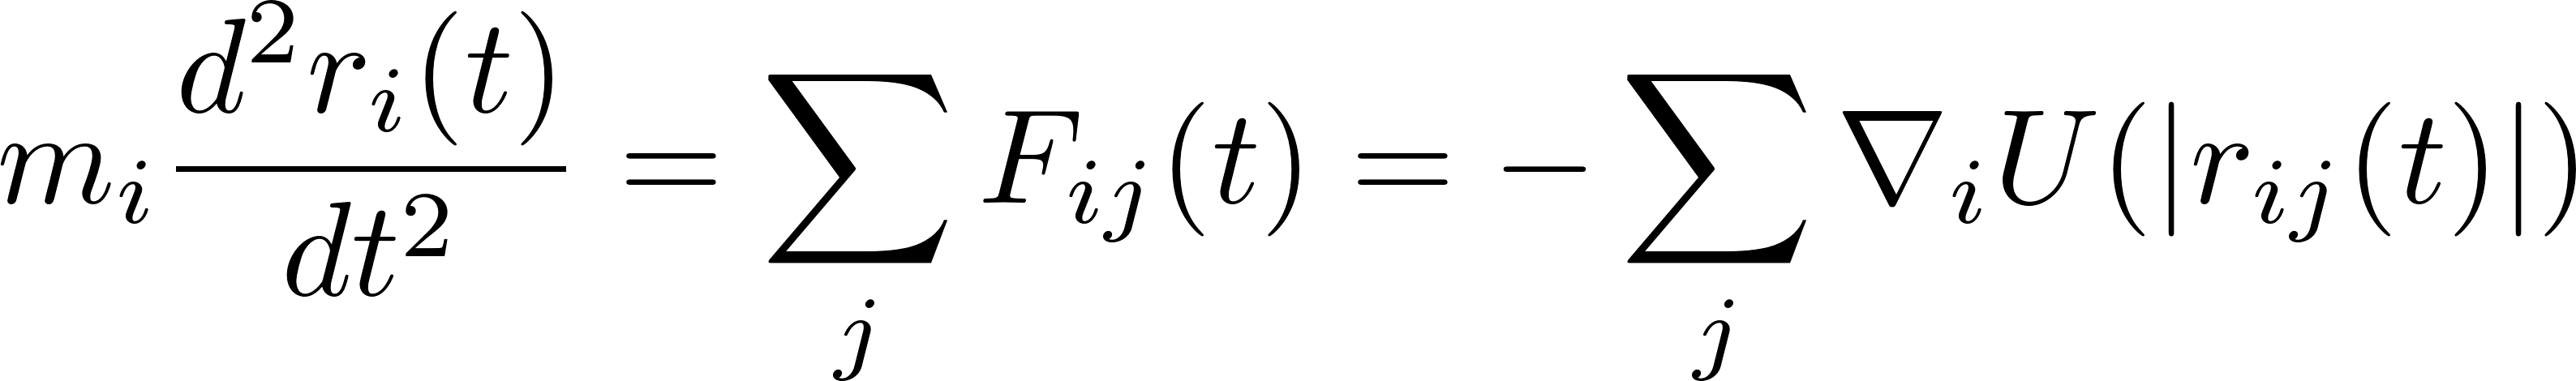 m_i \frac{d^2 r_i(t)}{dt^2} = \sum_j F_{ij}(t) = -\sum_j \nabla_i U(|r_{ij}(t)|)